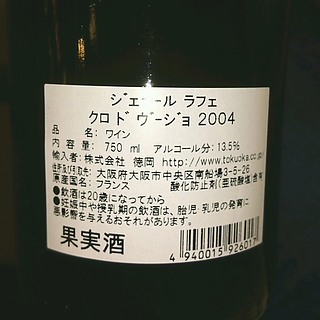 ジェラール ラフェ
クロ ド ヴージョ 2004
品 名: ワイン
内 容 量: 750 ml アルコール分: 13.5%
輸入者: 株式会社 徳岡 http://www.tokuoka.co.jp
住所及び引取先: 大阪府大阪市中央区南船場3-5-26
原産国名: フランス 酸化防止剤(亜硫酸塩)含有
●飲酒は20歳になってから
●妊娠中や授乳期の飲酒は、胎児・乳児の発育に
悪影響を与えるおそれがあります。
果実酒
4 940015 926017